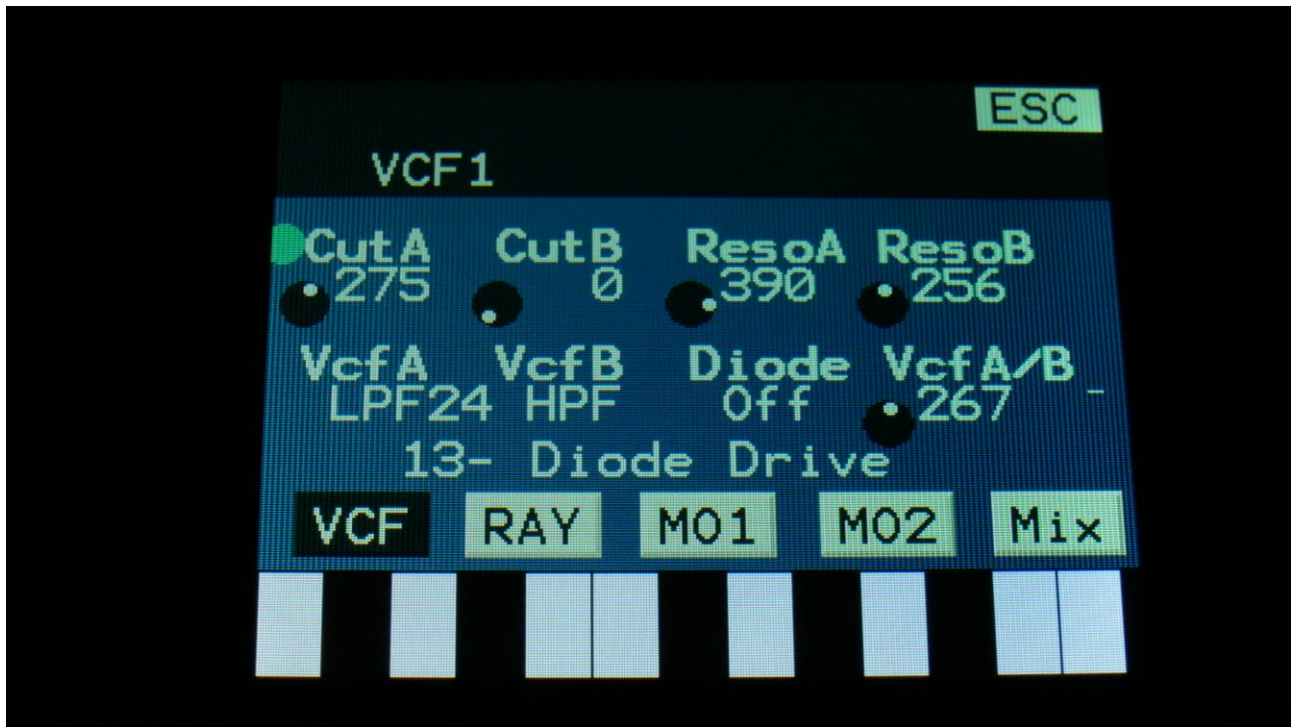 ESC
VCF1
CutA CutB ResoA ResoB
275 0 390 256
VcfA VcfB Diode VcfA/B
LPF24 HPF Off 267 -
13- Diode Drive
VCF RAY MO1 MO2 Mix